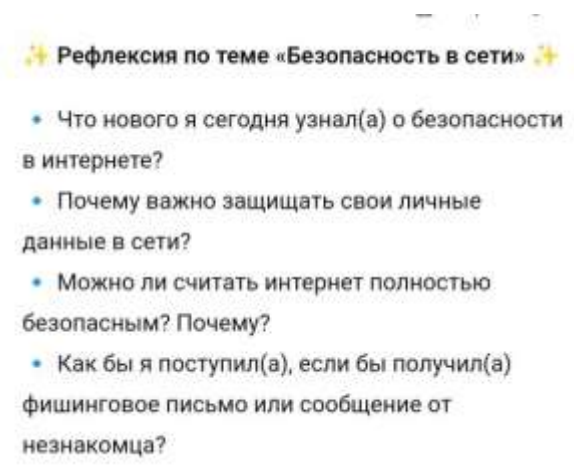 ✨ Рефлексия по теме «Безопасность в сети» ✨
🔹 Что нового я сегодня узнал(а) о безопасности
в интернете?
🔹 Почему важно защищать свои личные
данные в сети?
🔹 Можно ли считать интернет полностью
безопасным? Почему?
🔹 Как бы я поступил(а), если бы получил(а)
фишинговое письмо или сообщение от
незнакомца?